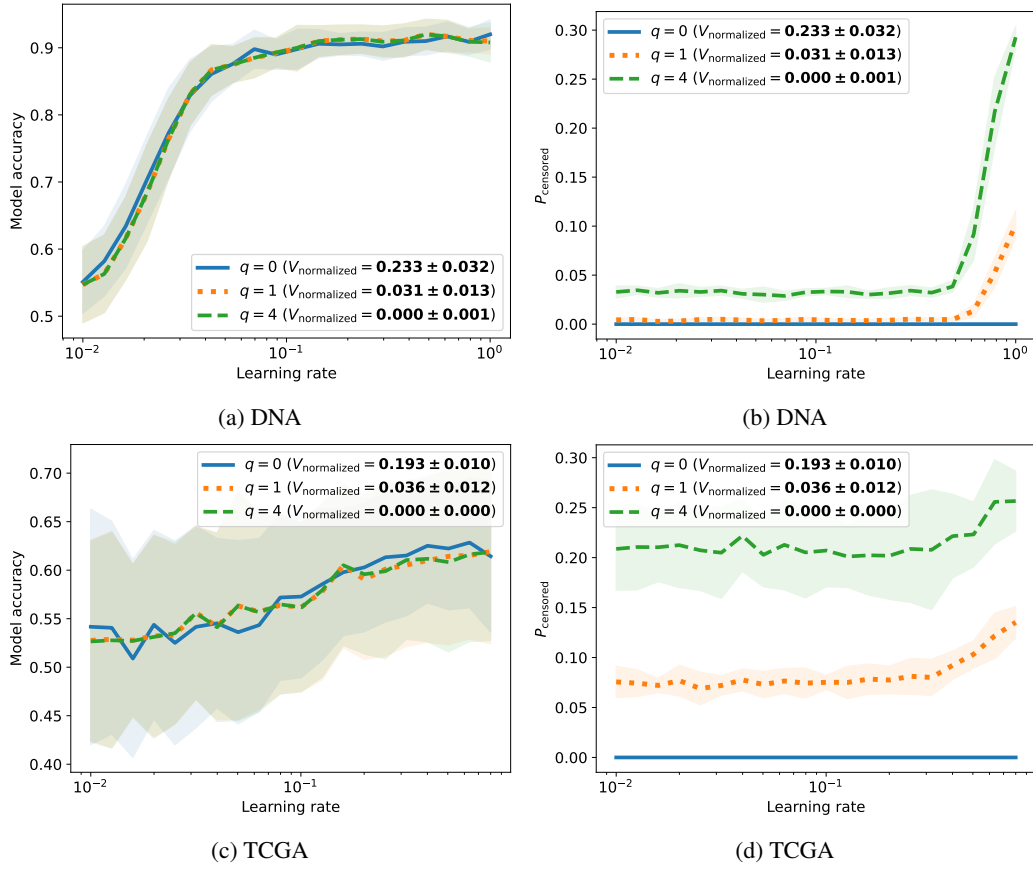 0.9
0.8
0.7
0.6
0.5
Model accuracy
q = 0 (V_normalized = 0.233 ± 0.032)
q = 1 (V_normalized = 0.031 ± 0.013)
q = 4 (V_normalized = 0.000 ± 0.001)
10^-2
10^-1
10^0
Learning rate
(a) DNA
0.30
0.25
0.20
0.15
0.10
0.05
0.00
P_censored
q = 0 (V_normalized = 0.233 ± 0.032)
q = 1 (V_normalized = 0.031 ± 0.013)
q = 4 (V_normalized = 0.000 ± 0.001)
10^-2
10^-1
10^0
Learning rate
(b) DNA
0.70
0.65
0.60
0.55
0.50
0.45
0.40
Model accuracy
q = 0 (V_normalized = 0.193 ± 0.010)
q = 1 (V_normalized = 0.036 ± 0.012)
q = 4 (V_normalized = 0.000 ± 0.000)
10^-2
10^-1
Learning rate
(c) TCGA
0.30
0.25
0.20
0.15
0.10
0.05
0.00
P_censored
q = 0 (V_normalized = 0.193 ± 0.010)
q = 1 (V_normalized = 0.036 ± 0.012)
q = 4 (V_normalized = 0.000 ± 0.000)
10^-2
10^-1
Learning rate
(d) TCGA